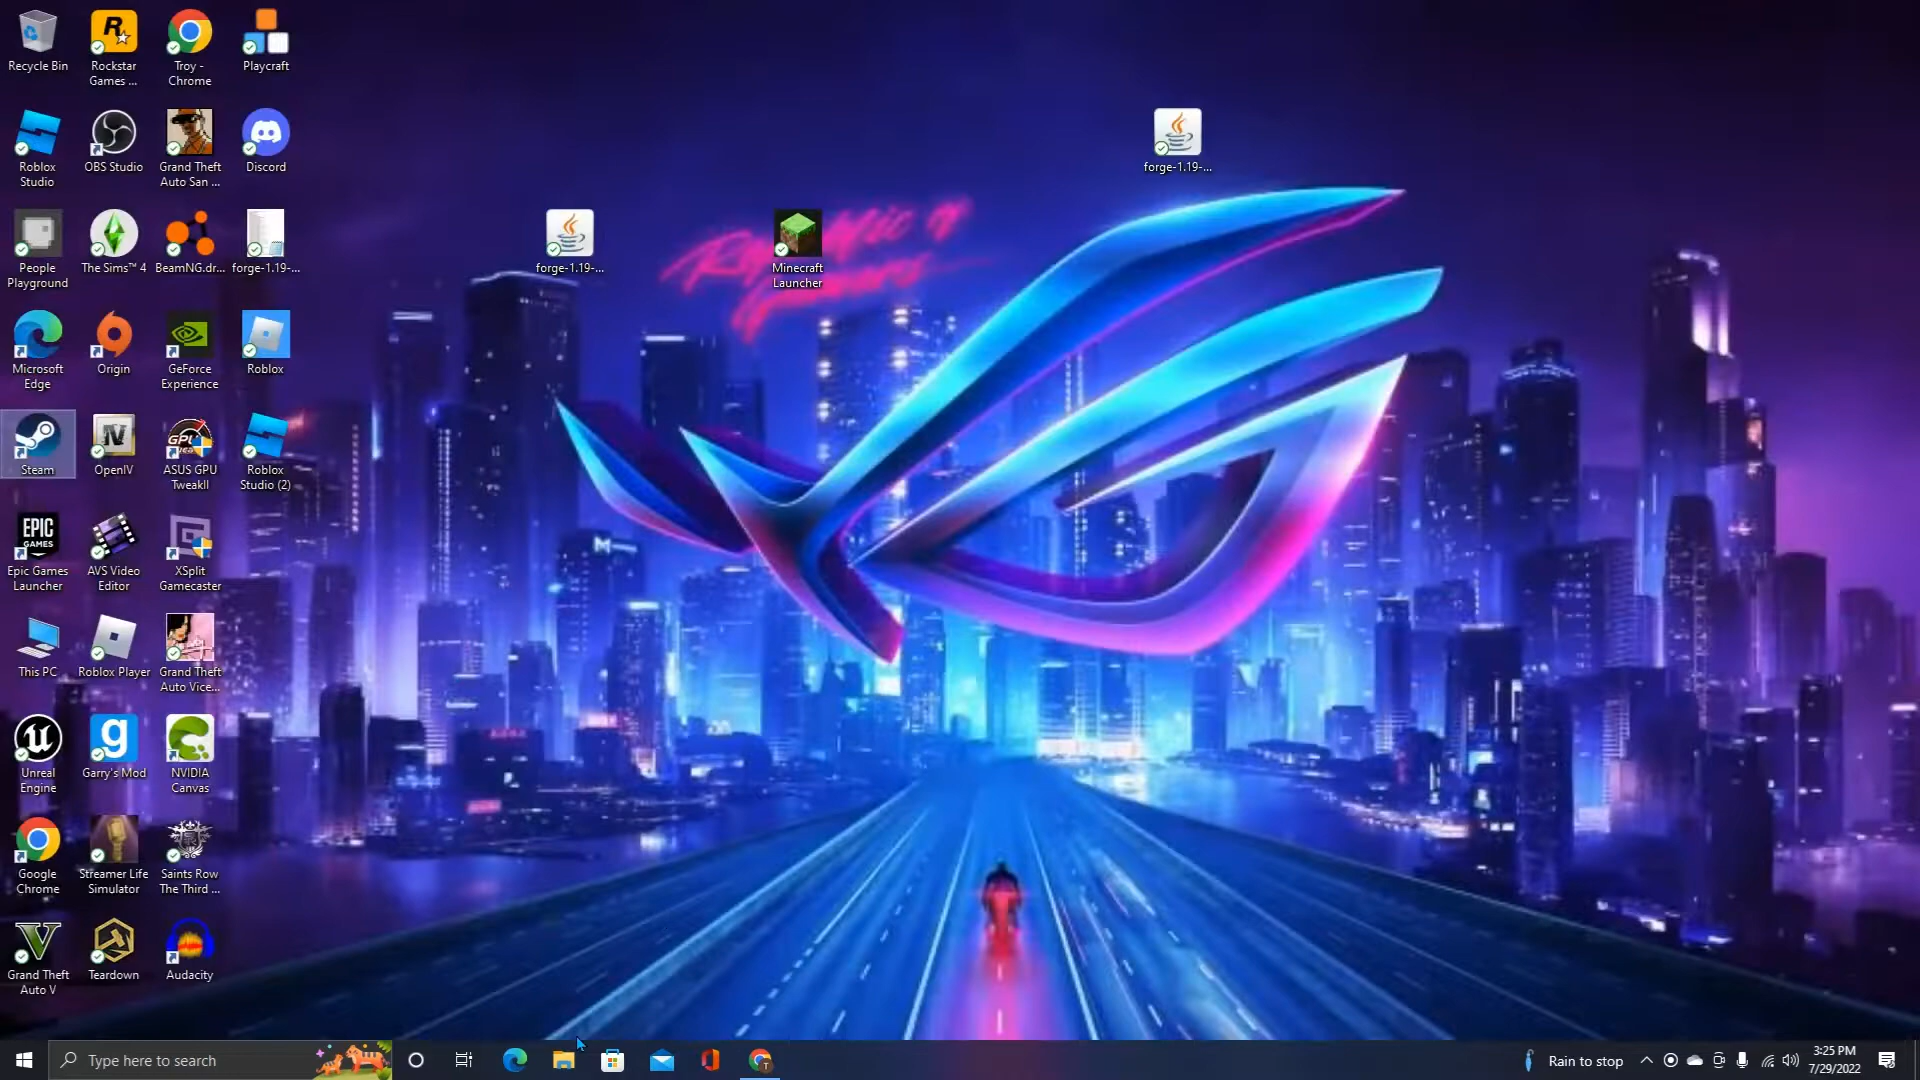 Recycle Bin
Rockstar
Games ...
Troy -
Chrome
Playcraft
Roblox
Studio
OBS Studio
Grand Theft
Auto San ...
Discord
forge-1.19-...
People
Playground
The Sims™ 4
BeamNG.dr...
forge-1.19-...
forge-1.19-...
Minecraft
Launcher
Republic of
Gamers
Microsoft
Edge
Origin
GeForce
Experience
Roblox
Steam
OpenIV
GPU
ASUS GPU
TweakII
Roblox
Studio (2)
EPIC
GAMES
Epic Games
Launcher
AVS Video
Editor
XSplit
Gamecaster
This PC
Roblox Player
Grand Theft
Auto Vice...
Unreal
Engine
g
Garry's Mod
NVIDIA
Canvas
Google
Chrome
Streamer Life
Simulator
Saints Row
The Third ...
Grand Theft
Auto V
Teardown
Audacity
Type here to search
Rain to stop
3:25 PM
7/29/2022